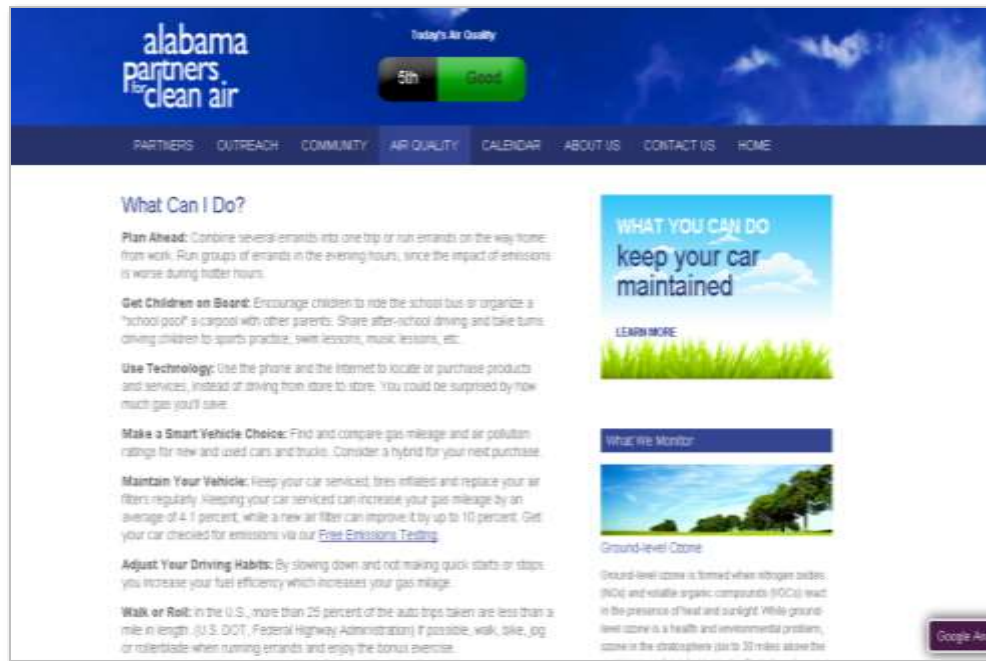 alabama
partners
for
clean air
Today's Air Quality
5th Good
PARTNERS OUTREACH COMMUNITY AIR QUALITY CALENDAR ABOUT US CONTACT US HOME
What Can I Do?
Plan Ahead: Combine several errands into one trip or run errands on the way home
from work. Run groups of errands in the evening hours, since the impact of emissions
is worse during hotter hours.
Get Children on Board: Encourage children to ride the school bus or organize a
"school pool" a carpool with other parents. Share after-school driving and take turns
driving children to sports practice, swim lessons, music lessons, etc.
Use Technology: Use the phone and the Internet to locate or purchase products
and services, instead of driving from store to store. You could be surprised by how
much gas you'll save.
Make a Smart Vehicle Choice: Find and compare gas mileage and air pollution
ratings for new and used cars and trucks. Consider a hybrid for your next purchase.
Maintain Your Vehicle: Keep your car serviced, tires inflated and replace your air
filters regularly. Keeping your car serviced can increase your gas mileage by an
average of 4.1 percent, while a new air filter can improve it by up to 10 percent. Get
your car checked for emissions via our Free Emissions Testing.
Adjust Your Driving Habits: By slowing down and not making quick starts or stops
you increase your fuel efficiency which increases your gas milage.
Walk or Roll: In the U.S., more than 25 percent of the auto trips taken are less than a
mile in length. (U.S. DOT, Federal Highway Administration) If possible, walk, bike, jog
or rollerblade when running errands and enjoy the bonus exercise.
WHAT YOU CAN DO
keep your car
maintained
LEARN MORE
What We Monitor
Ground-level Ozone
Ground-level ozone is formed when nitrogen oxides
(NOx) and volatile organic compounds (VOCs) react
in the presence of heat and sunlight. While ground-
level ozone is a health and environmental problem,
ozone in the stratosphere (six to 30 miles above the
Google An